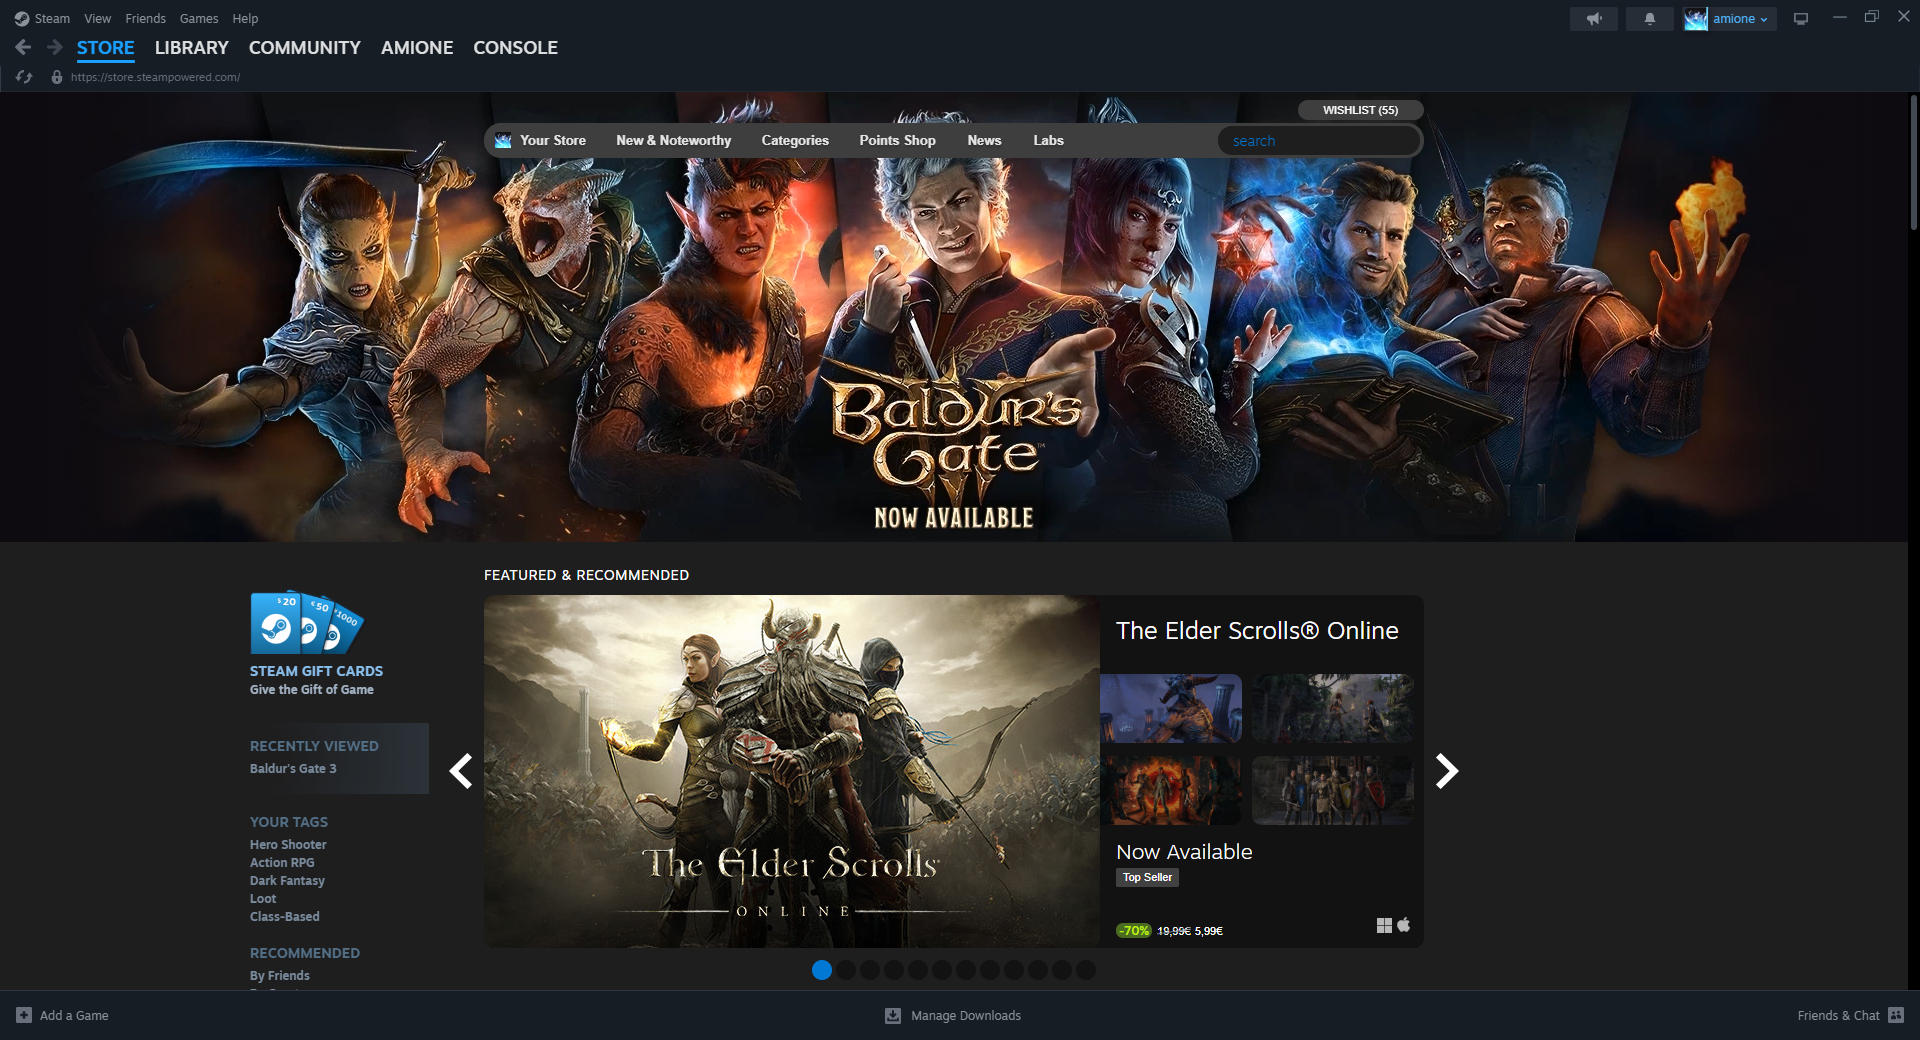 Steam View Friends Games Help
amione
STORE LIBRARY COMMUNITY AMIONE CONSOLE
https://store.steampowered.com/
WISHLIST (55)
Your Store New & Noteworthy Categories Points Shop News Labs search
BALDUR'S
GATE™
III
NOW AVAILABLE
FEATURED & RECOMMENDED
$20 €50 ¥1000
STEAM GIFT CARDS
Give the Gift of Game
RECENTLY VIEWED
Baldur's Gate 3
YOUR TAGS
Hero Shooter
Action RPG
Dark Fantasy
Loot
Class-Based
RECOMMENDED
By Friends
The Elder Scrolls
ONLINE
The Elder Scrolls® Online
Now Available
Top Seller
-70% 19,99€ 5,99€
Add a Game
Manage Downloads
Friends & Chat